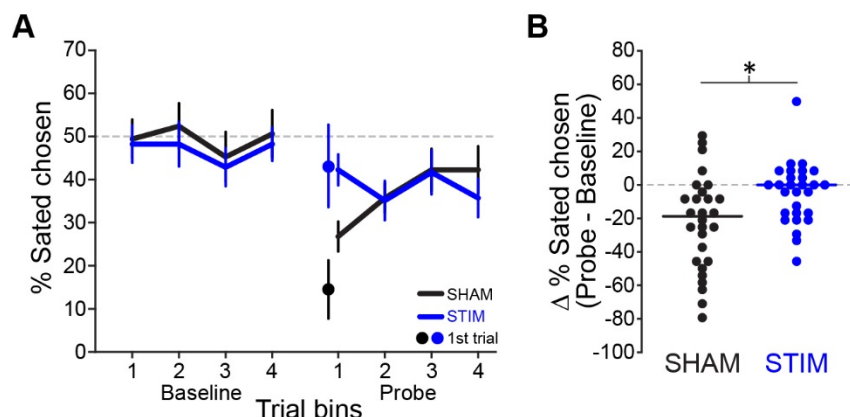 A
% Sated chosen
70
60
50
40
30
20
10
0
SHAM
STIM
1st trial
1 2 3 4 1 2 3 4
Baseline Probe
Trial bins
B
Δ % Sated chosen
(Probe - Baseline)
80
60
40
20
0
-20
-40
-60
-80
-100
*
SHAM STIM